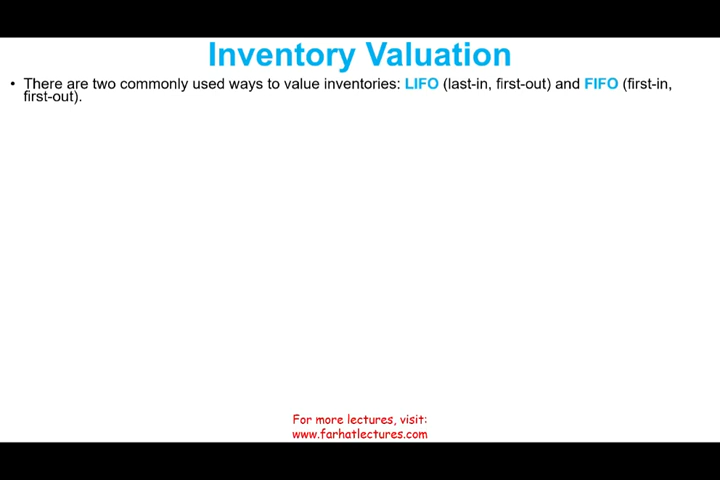 Inventory Valuation
• There are two commonly used ways to value inventories: LIFO (last-in, first-out) and FIFO (first-in,
first-out).
For more lectures, visit:
www.farhatlectures.com